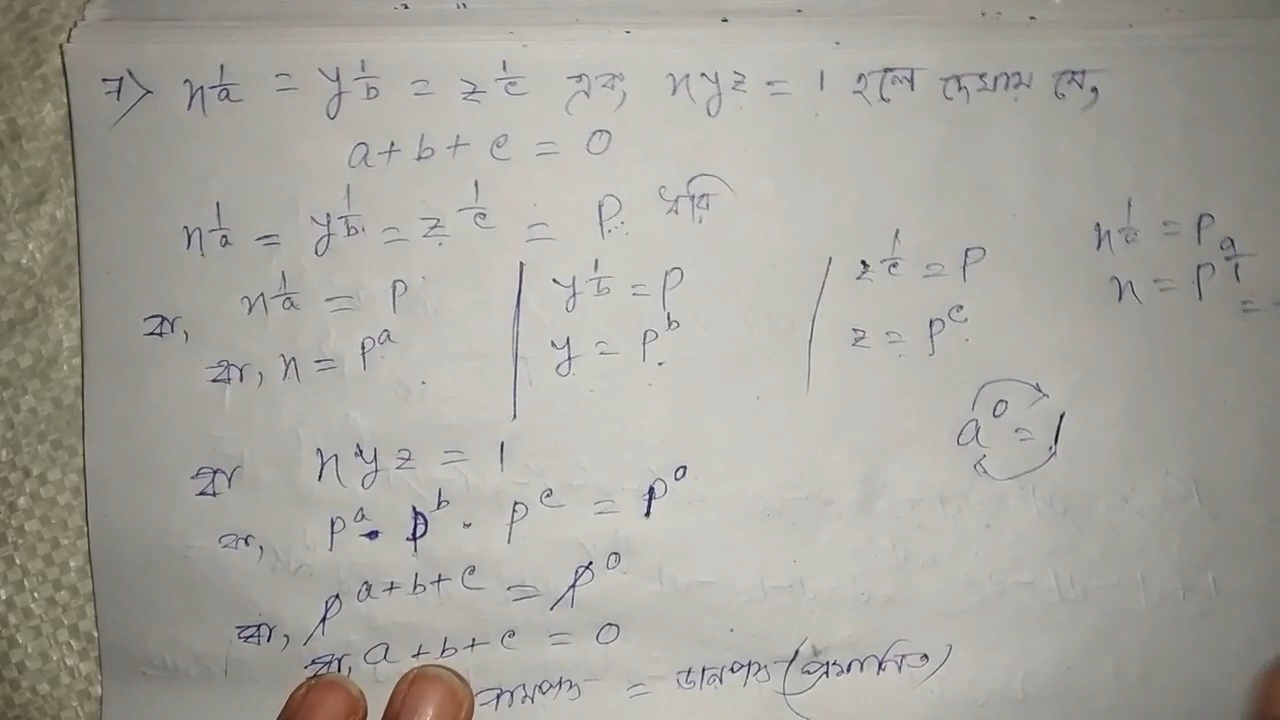 7> x^{1/a} = y^{1/b} = z^{1/c} এবং xyz = 1 হলে দেখাও যে,
a + b + c = 0
x^{1/a} = y^{1/b} = z^{1/c} = P ধরি
বা, x^{1/a} = P | y^{1/b} = P | z^{1/c} = P
বা, x = P^a | y = P^b | z = P^c
x^{1/a} = P
x = P^{a/1} =
a^0 = 1
বা xyz = 1
বা, P^a · P^b · P^c = P^0
বা, P^{a+b+c} = P^0
বা, a + b + c = 0
বামপক্ষ = ডানপক্ষ (প্রমাণিত)